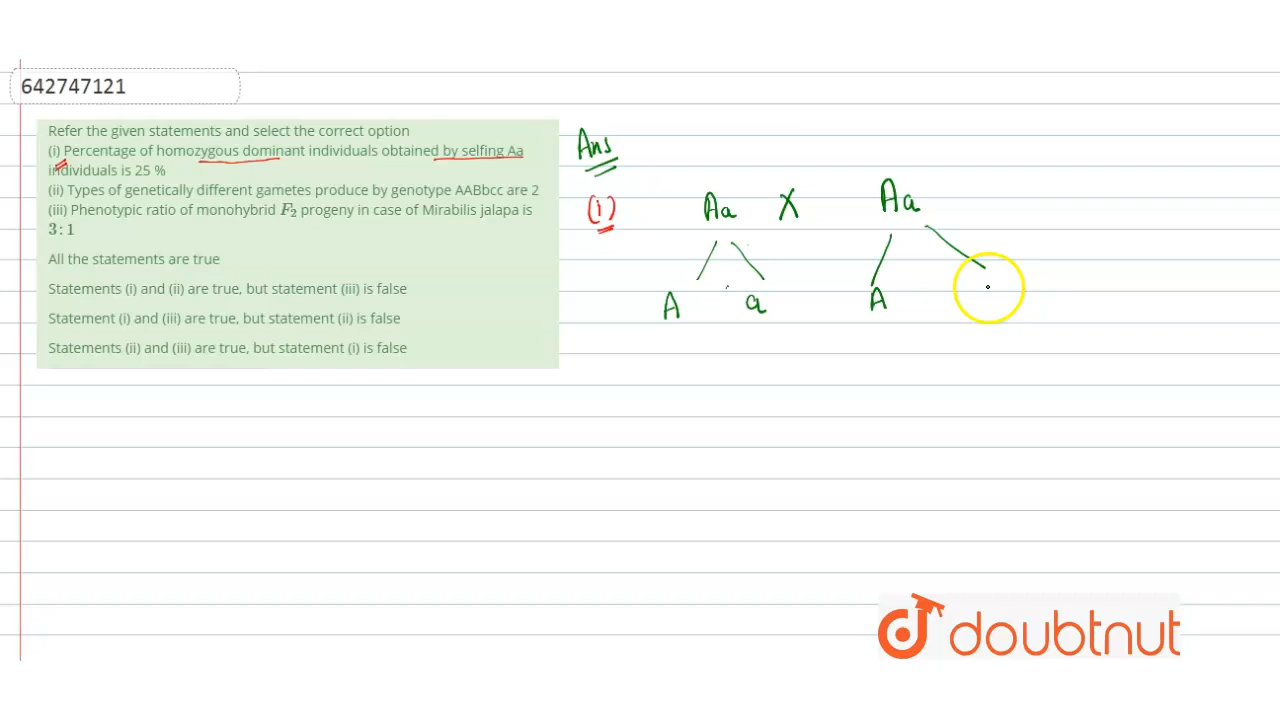 642747121
Refer the given statements and select the correct option
(i) Percentage of homozygous dominant individuals obtained by selfing Aa
individuals is 25 %
(ii) Types of genetically different gametes produce by genotype AABbcc are 2
(iii) Phenotypic ratio of monohybrid F₂ progeny in case of Mirabilis jalapa is
3 : 1
All the statements are true
Statements (i) and (ii) are true, but statement (iii) is false
Statement (i) and (iii) are true, but statement (ii) is false
Statements (ii) and (iii) are true, but statement (i) is false
Ans
(i) Aa X Aa
A a A
doubtnut